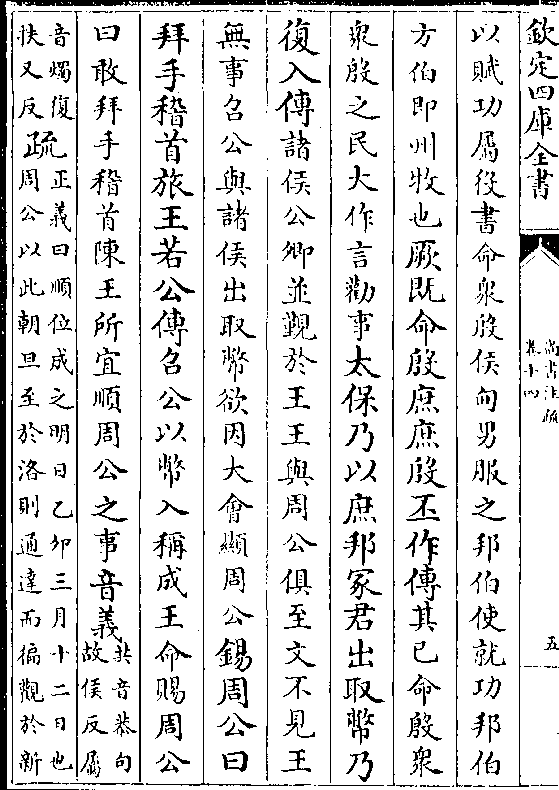 欽定四庫全書
尚書注疏
卷十四
五
以賦功屬役書命衆殷侯甸男服之邦伯使就功邦伯
方伯即州牧也厥既命殷庶庶殷丕作傳其已命殷衆
衆殷之民大作言勸事太保乃以庶邦冢君出取幣乃
復入傳諸侯公卿並覲於王王與周公俱至文不見王
無事召公與諸侯出取幣欲因大會顯周公錫周公曰
拜手稽首旅王若公傳召公以幣入稱成王命賜周公
曰敢拜手稽首陳王所宜順周公之事音義共音恭句
故侯反屬
音燭復
扶又反疏正義曰順位成之明日乙卯三月十二日也
周公以此朝旦至於洛則通達而徧觀於新